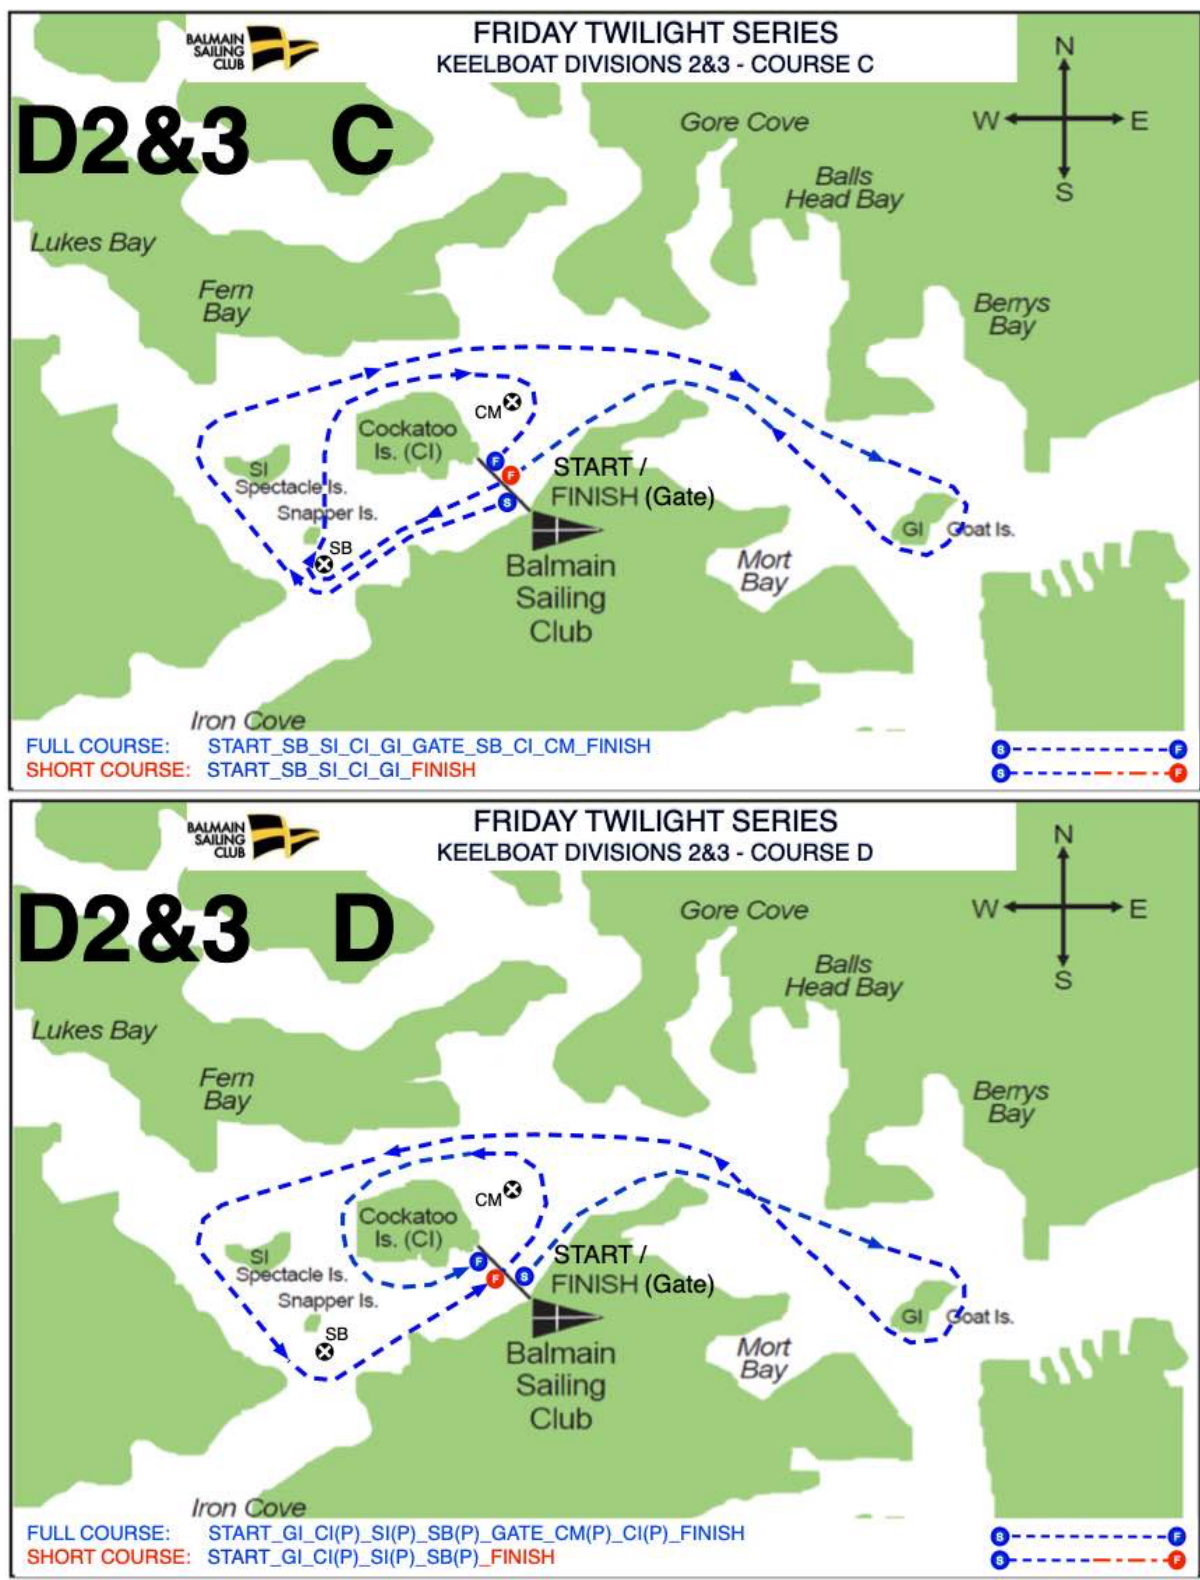 BALMAIN
SAILING
CLUB
FRIDAY TWILIGHT SERIES
KEELBOAT DIVISIONS 2&3 - COURSE C
D2&3 C
N
W E
S
Gore Cove
Balls
Head Bay
Lukes Bay
Fern
Bay
Berrys
Bay
CM
Cockatoo
Is. (CI)
F
F
S
START /
FINISH (Gate)
SI
Spectacle Is.
Snapper Is.
SB
GI Goat Is.
Mort
Bay
Balmain
Sailing
Club
Iron Cove
FULL COURSE: START_SB_SI_CI_GI_GATE_SB_CI_CM_FINISH
S F
SHORT COURSE: START_SB_SI_CI_GI_FINISH
S F
BALMAIN
SAILING
CLUB
FRIDAY TWILIGHT SERIES
KEELBOAT DIVISIONS 2&3 - COURSE D
D2&3 D
N
W E
S
Gore Cove
Balls
Head Bay
Lukes Bay
Fern
Bay
Berrys
Bay
CM
Cockatoo
Is. (CI)
F
F
S
START /
FINISH (Gate)
SI
Spectacle Is.
Snapper Is.
SB
GI Goat Is.
Mort
Bay
Balmain
Sailing
Club
Iron Cove
FULL COURSE: START_GI_CI(P)_SI(P)_SB(P)_GATE_CM(P)_CI(P)_FINISH
S F
SHORT COURSE: START_GI_CI(P)_SI(P)_SB(P)_FINISH
S F